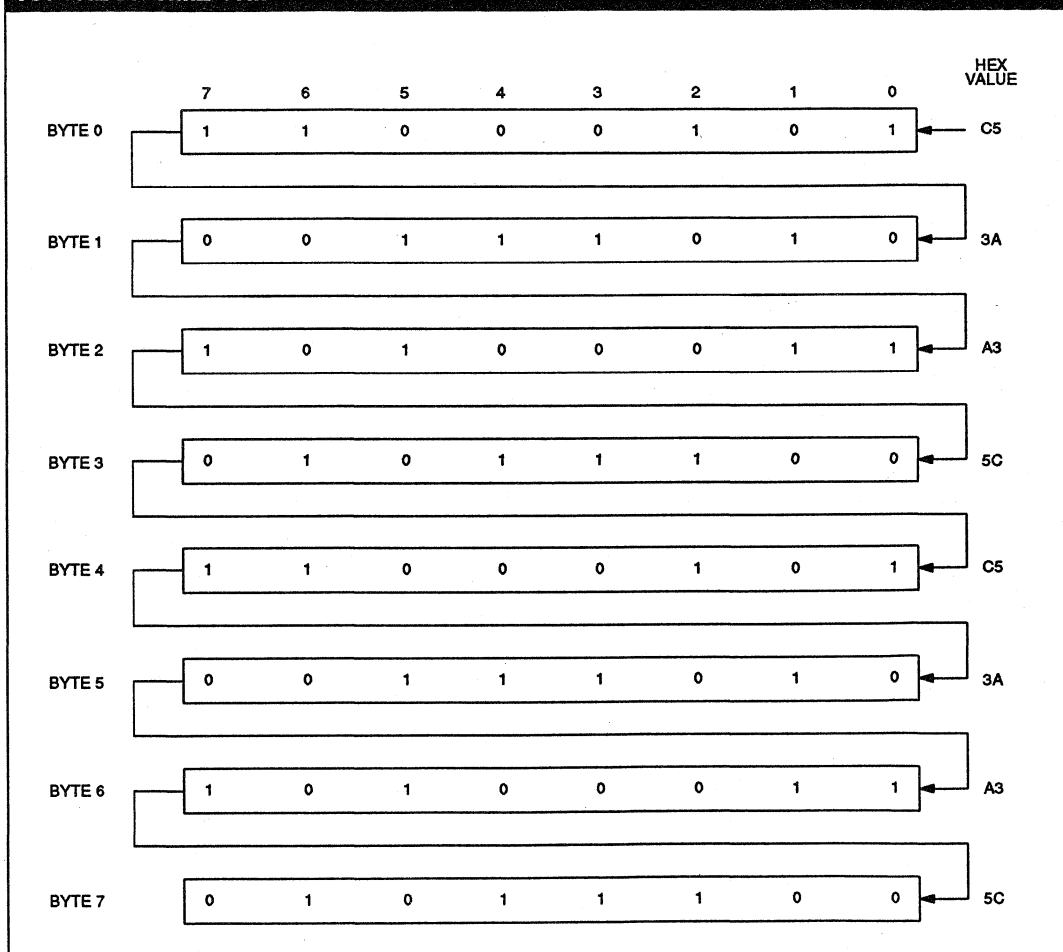 HEX
VALUE
7 6 5 4 3 2 1 0
BYTE 0 1 1 0 0 0 1 0 1 C5
BYTE 1 0 0 1 1 1 0 1 0 3A
BYTE 2 1 0 1 0 0 0 1 1 A3
BYTE 3 0 1 0 1 1 1 0 0 5C
BYTE 4 1 1 0 0 0 1 0 1 C5
BYTE 5 0 0 1 1 1 0 1 0 3A
BYTE 6 1 0 1 0 0 0 1 1 A3
BYTE 7 0 1 0 1 1 1 0 0 5C